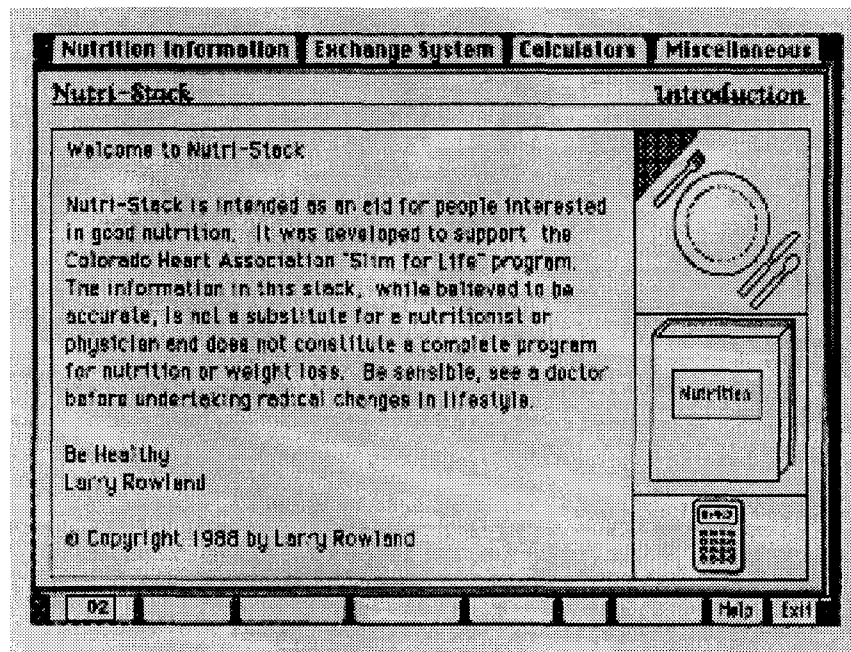 Nutrition Information Exchange System Calculators Miscellaneous
Nutri-Stack Introduction
Welcome to Nutri-Stack
Nutri-Stack is intended as an aid for people interested
in good nutrition. It was developed to support the
Colorado Heart Association "Slim for Life" program.
The information in this stack, while believed to be
accurate, is not a substitute for a nutritionist or
physician and does not constitute a complete program
for nutrition or weight loss. Be sensible, see a doctor
before undertaking radical changes in lifestyle.
Be Healthy
Larry Rowland
© Copyright 1988 by Larry Rowland
Nutrition
02 Help Exit